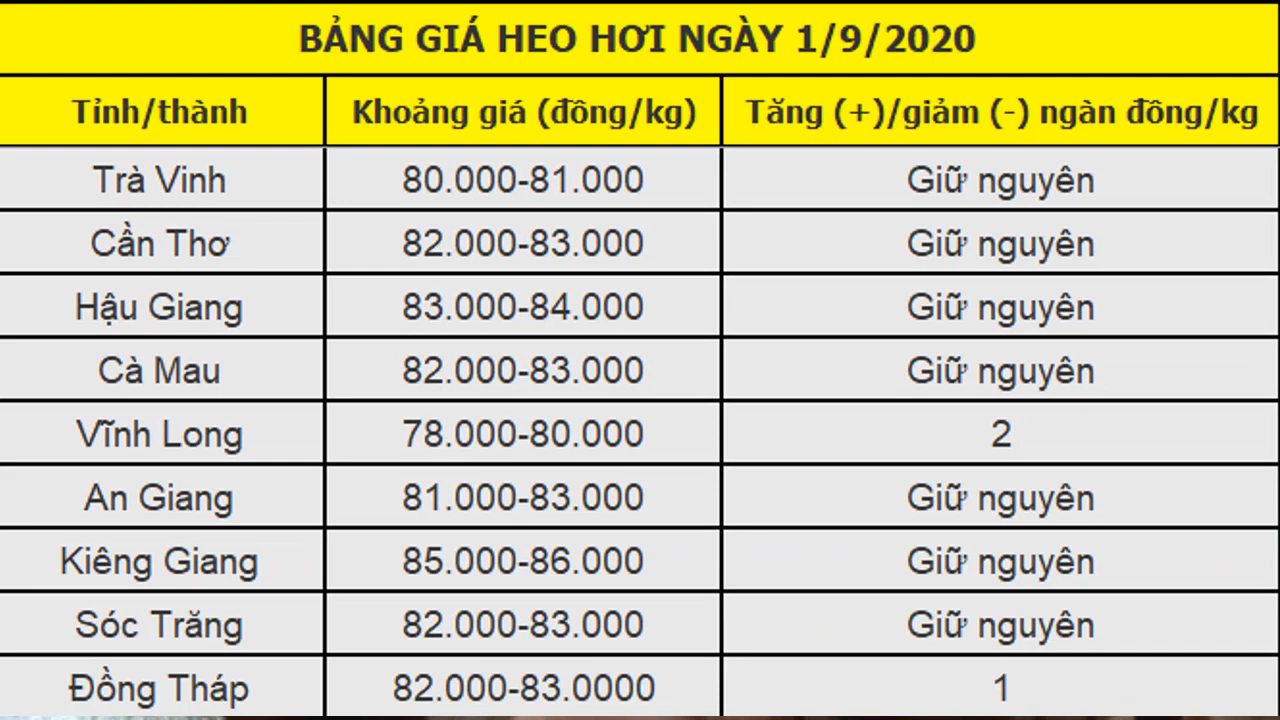 BẢNG GIÁ HEO HƠI NGÀY 1/9/2020
Tỉnh/thành Khoảng giá (đồng/kg) Tăng (+)/giảm (-) ngàn đồng/kg
Trà Vinh 80.000-81.000 Giữ nguyên
Cần Thơ 82.000-83.000 Giữ nguyên
Hậu Giang 83.000-84.000 Giữ nguyên
Cà Mau 82.000-83.000 Giữ nguyên
Vĩnh Long 78.000-80.000 2
An Giang 81.000-83.000 Giữ nguyên
Kiêng Giang 85.000-86.000 Giữ nguyên
Sóc Trăng 82.000-83.000 Giữ nguyên
Đồng Tháp 82.000-83.0000 1